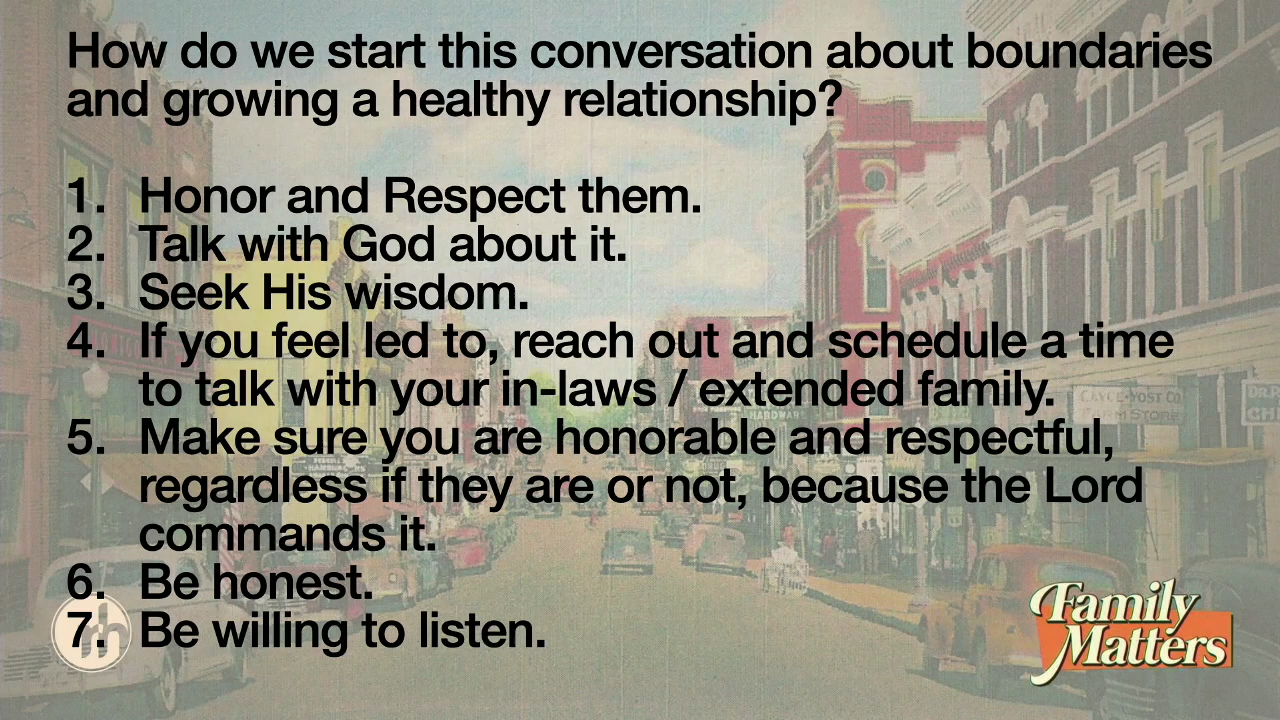 How do we start this conversation about boundaries
and growing a healthy relationship?
1. Honor and Respect them.
2. Talk with God about it.
3. Seek His wisdom.
4. If you feel led to, reach out and schedule a time
to talk with your in-laws / extended family.
5. Make sure you are honorable and respectful,
regardless if they are or not, because the Lord
commands it.
6. Be honest.
7. Be willing to listen.
rh
Family
Matters
HARDWARE
DRUG